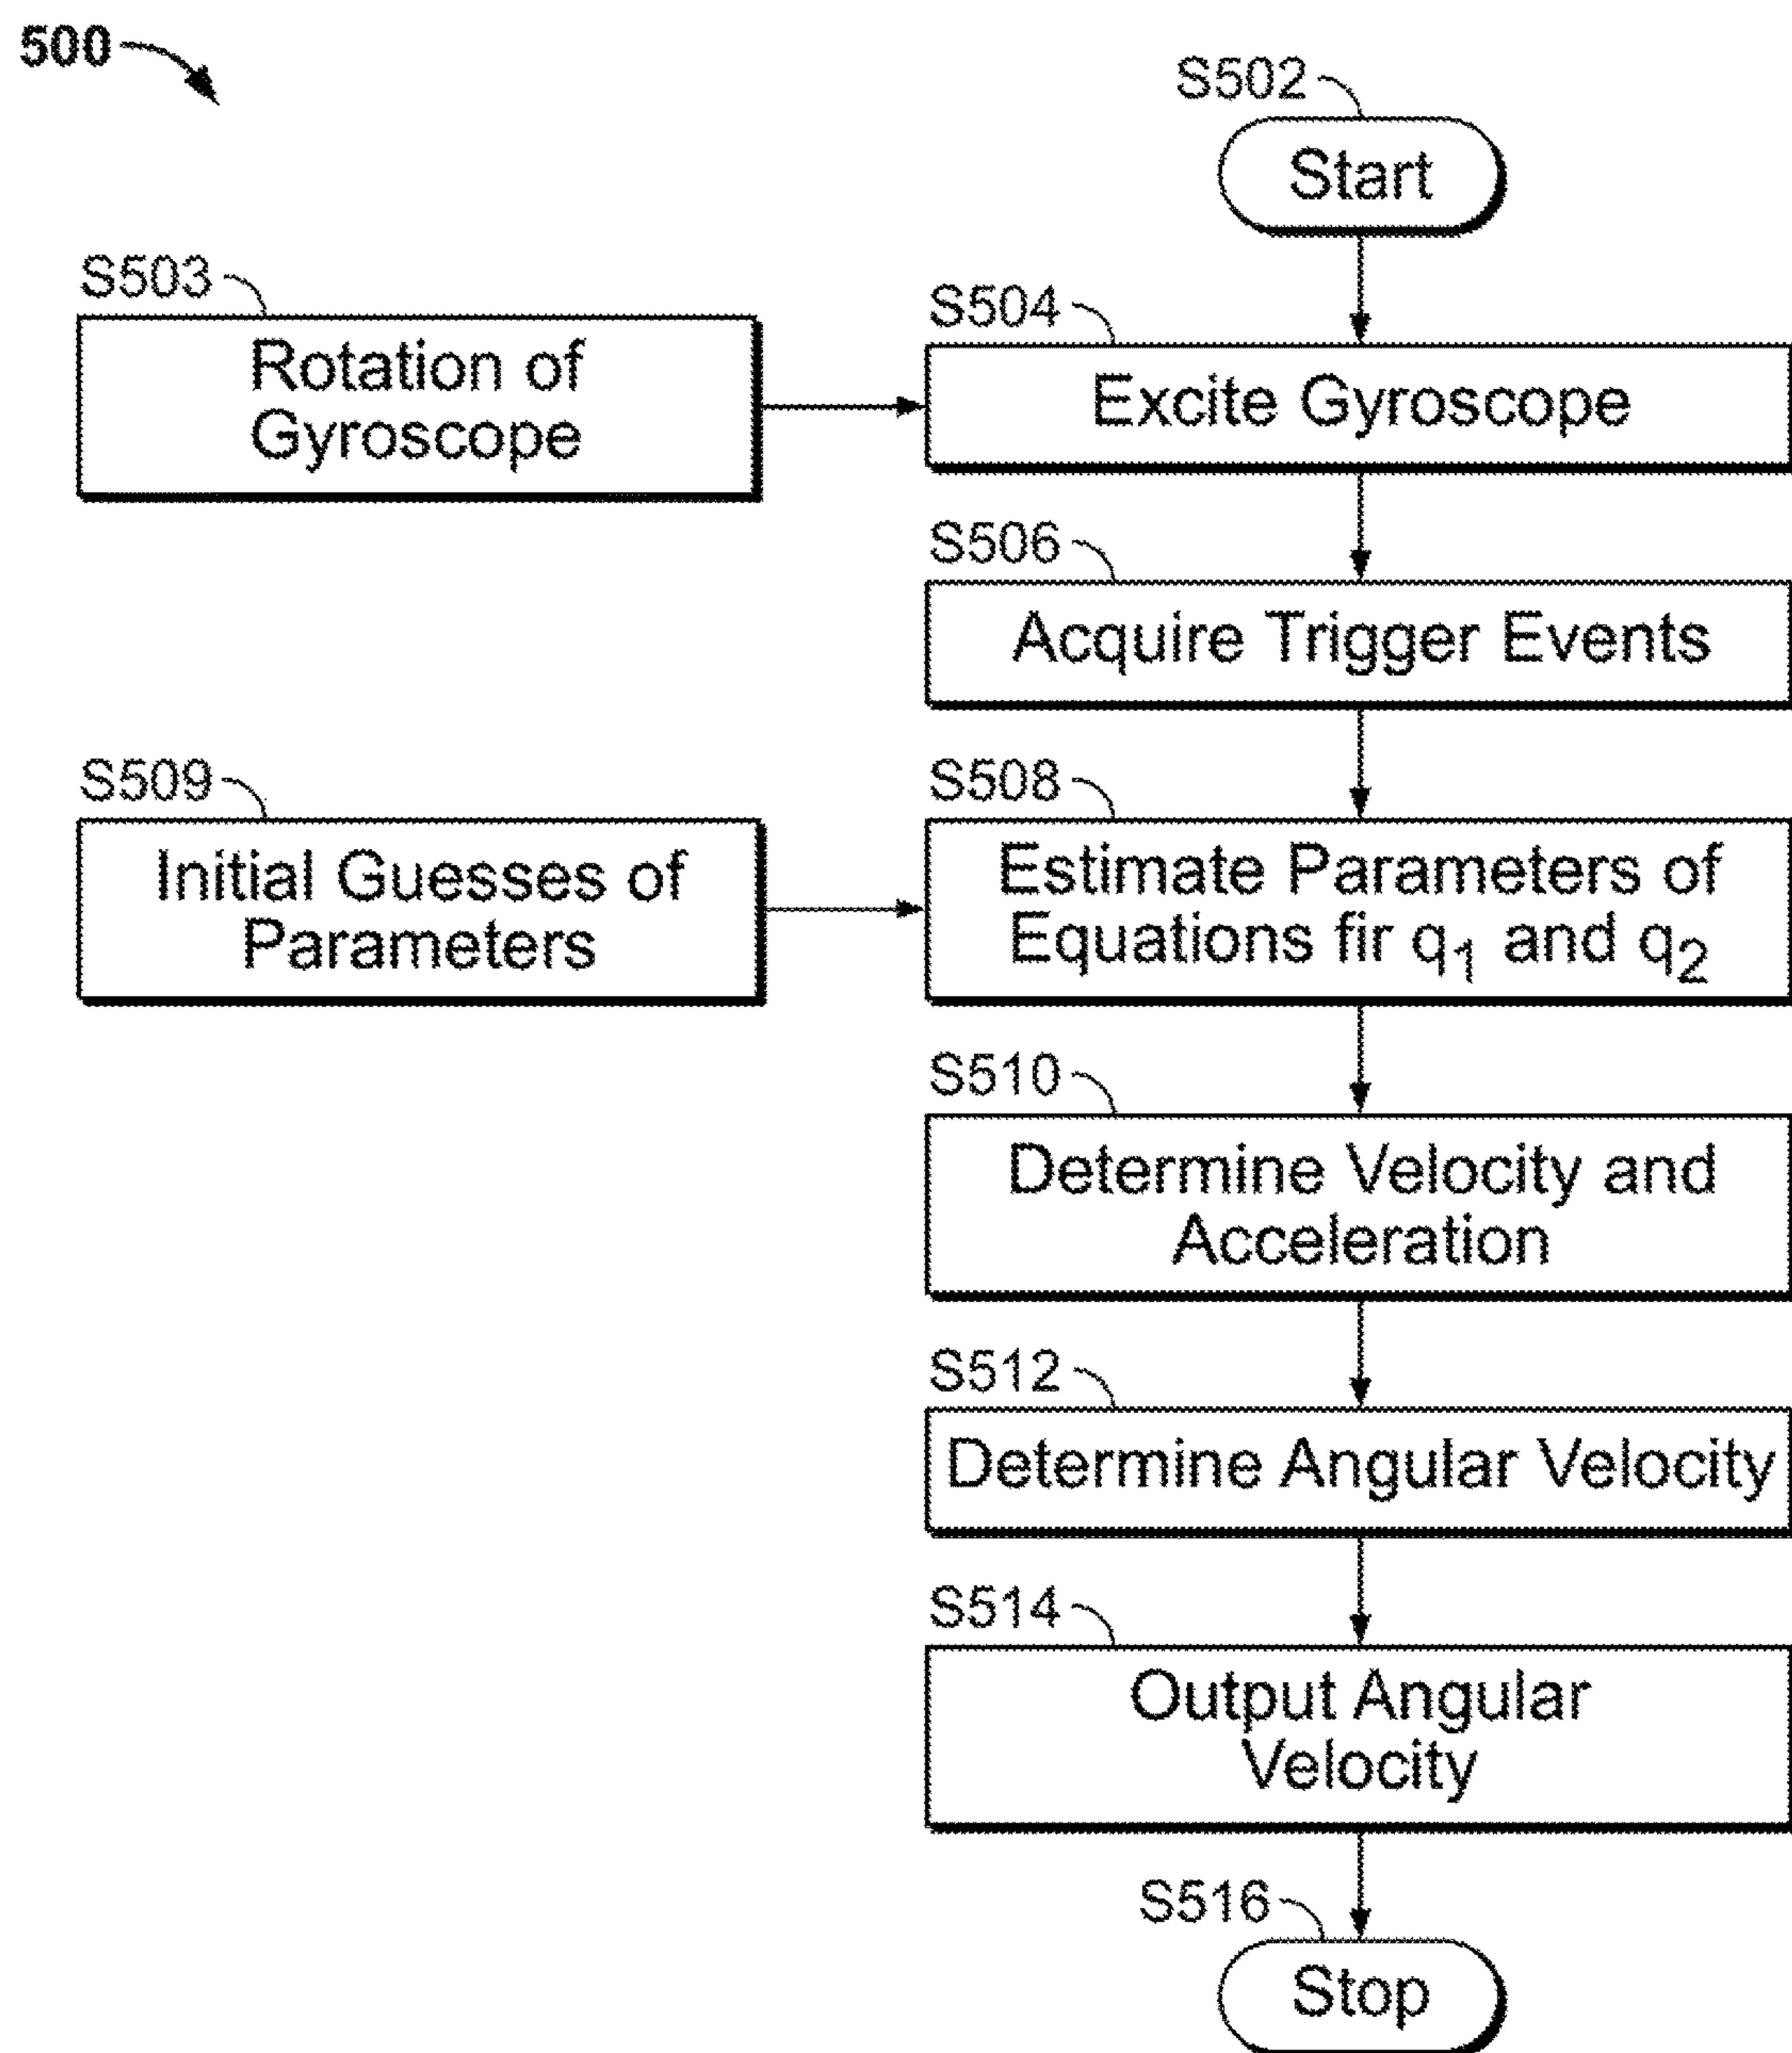 500
S502
Start
S503
Rotation of
Gyroscope
S504
Excite Gyroscope
S506
Acquire Trigger Events
S509
Initial Guesses of
Parameters
S508
Estimate Parameters of
Equations fir q₁ and q₂
S510
Determine Velocity and
Acceleration
S512
Determine Angular Velocity
S514
Output Angular
Velocity
S516
Stop